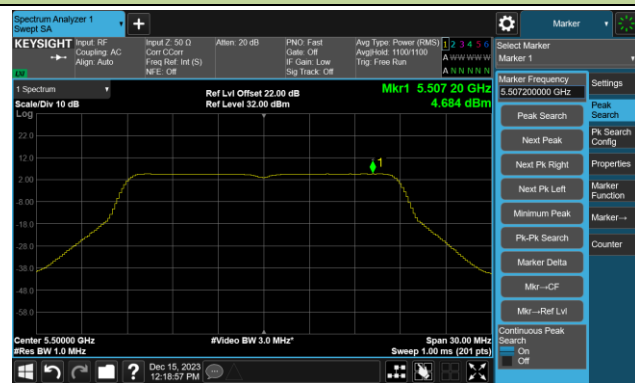 Spectrum Analyzer 1
Swept SA
Marker
KEYSIGHT
Input: RF
Coupling: AC
Align: Auto
Input Z: 50 Ω
Corr CCorr
Freq Ref: Int (S)
NFE: Off
Atten: 20 dB
PNO: Fast
Gate: Off
IF Gain: Low
Sig Track: Off
Avg Type: Power (RMS)
Avg|Hold: 1100/1100
Trig: Free Run
1 2 3 4 5 6
A W W W W W
A N N N N N
LW
1 Spectrum
Scale/Div 10 dB
Log
Ref Lvl Offset 22.00 dB
Ref Level 32.00 dBm
Mkr1 5.507 20 GHz
4.684 dBm
22.0
12.0
2.00
-8.00
-18.0
-28.0
-38.0
-48.0
-58.0
1
Center 5.50000 GHz
#Res BW 1.0 MHz
#Video BW 3.0 MHz*
Span 30.00 MHz
Sweep 1.00 ms (201 pts)
Dec 15, 2023
12:18:57 PM
Select Marker
Marker 1
Marker Frequency
5.507200000 GHz
Peak Search
Next Peak
Next Pk Right
Next Pk Left
Minimum Peak
Pk-Pk Search
Marker Delta
Mkr→CF
Mkr→Ref Lvl
Continuous Peak
Search
On
Off
Settings
Peak
Search
Pk Search
Config
Properties
Marker
Function
Marker→
Counter